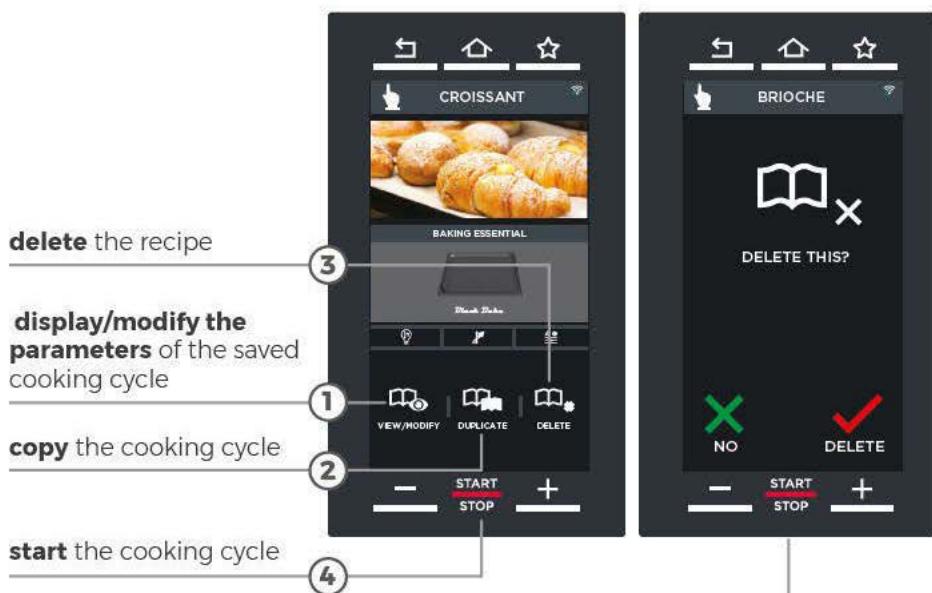 CROISSANT
BAKING ESSENTIAL
Black Bake
VIEW/MODIFY
DUPLICATE
DELETE
START
STOP
BRIOCHE
DELETE THIS?
NO
DELETE
START
STOP
delete the recipe
3
display/modify the
parameters of the saved
cooking cycle
1
copy the cooking cycle
2
start the cooking cycle
4